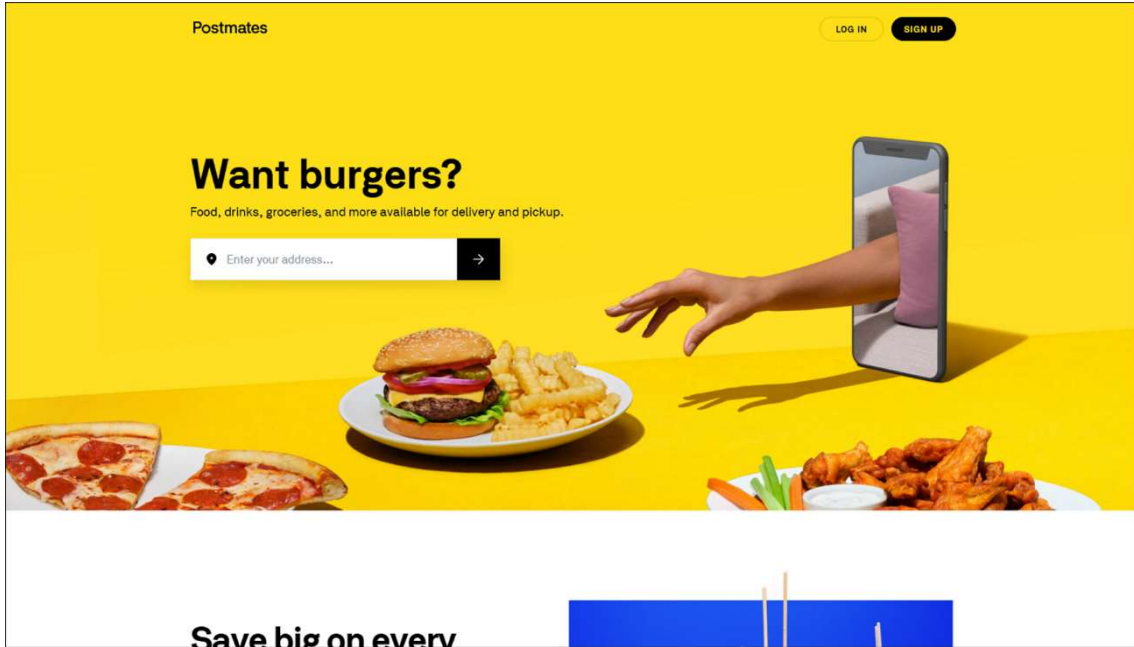 Postmates
LOG IN
SIGN UP
Want burgers?
Food, drinks, groceries, and more available for delivery and pickup.
Enter your address...
Save big on every